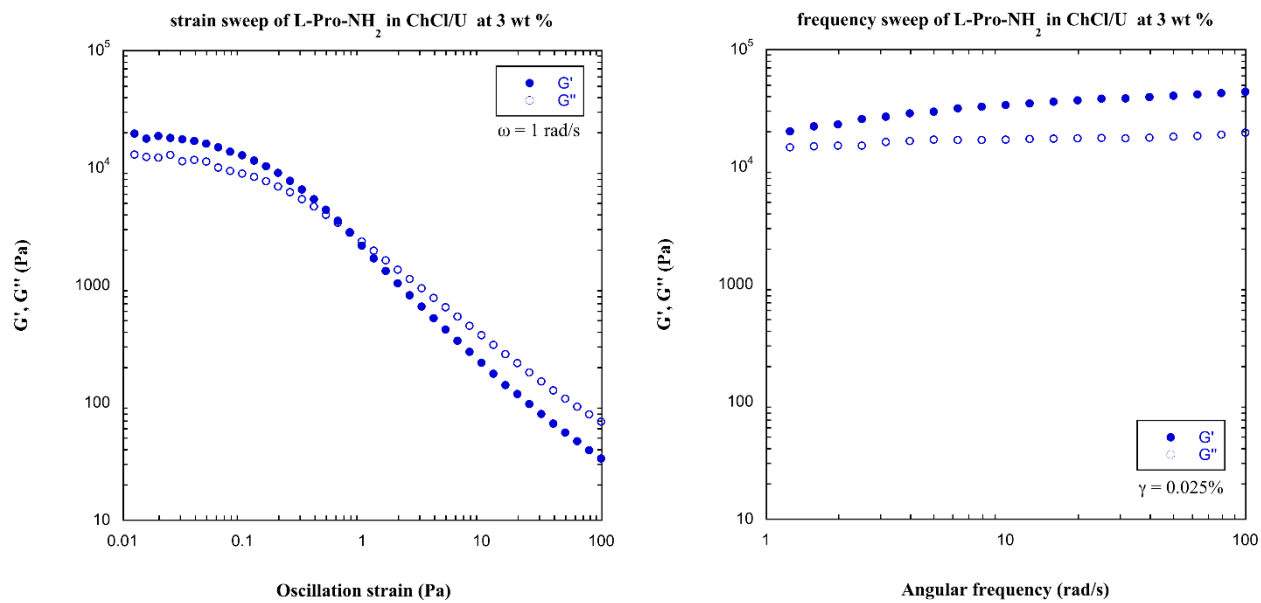 strain sweep of L-Pro-NH2 in ChCl/U at 3 wt %
10^5
10^4
1000
100
10
G', G'' (Pa)
G'
G''
ω = 1 rad/s
0.01
0.1
1
10
100
Oscillation strain (Pa)
frequency sweep of L-Pro-NH2 in ChCl/U at 3 wt %
10^5
10^4
1000
100
10
G', G'' (Pa)
G'
G''
γ = 0.025%
1
10
100
Angular frequency (rad/s)